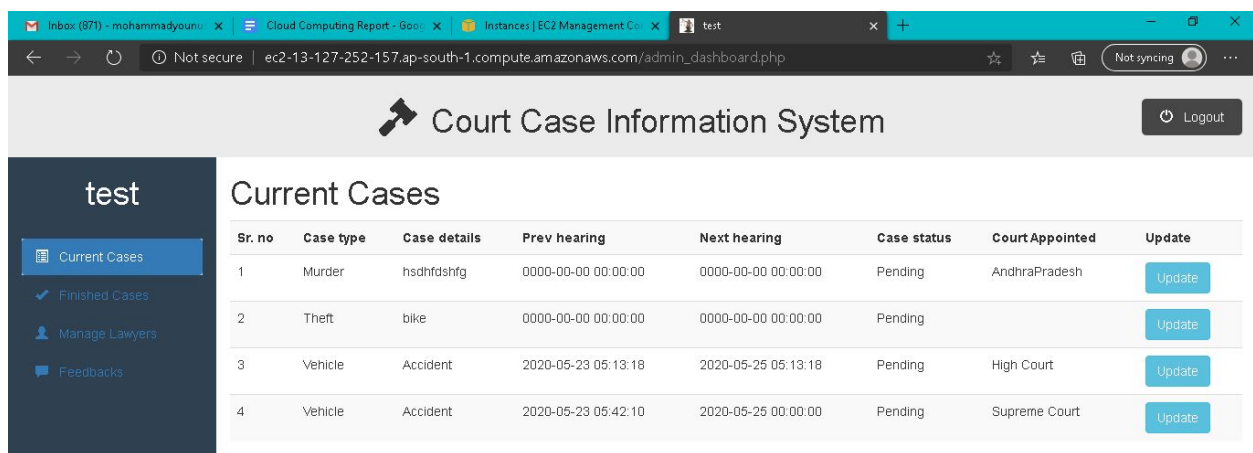 Inbox (871) - mohammadyounu
Cloud Computing Report - Goog
Instances | EC2 Management Co
test
Not secure | ec2-13-127-252-157.ap-south-1.compute.amazonaws.com/admin_dashboard.php
Not syncing
Court Case Information System
Logout
test
Current Cases
Finished Cases
Manage Lawyers
Feedbacks
Current Cases
Sr. no Case type Case details Prev hearing Next hearing Case status Court Appointed Update
1 Murder hsdhfdshfg 0000-00-00 00:00:00 0000-00-00 00:00:00 Pending AndhraPradesh Update
2 Theft bike 0000-00-00 00:00:00 0000-00-00 00:00:00 Pending Update
3 Vehicle Accident 2020-05-23 05:13:18 2020-05-25 05:13:18 Pending High Court Update
4 Vehicle Accident 2020-05-23 05:42:10 2020-05-25 00:00:00 Pending Supreme Court Update